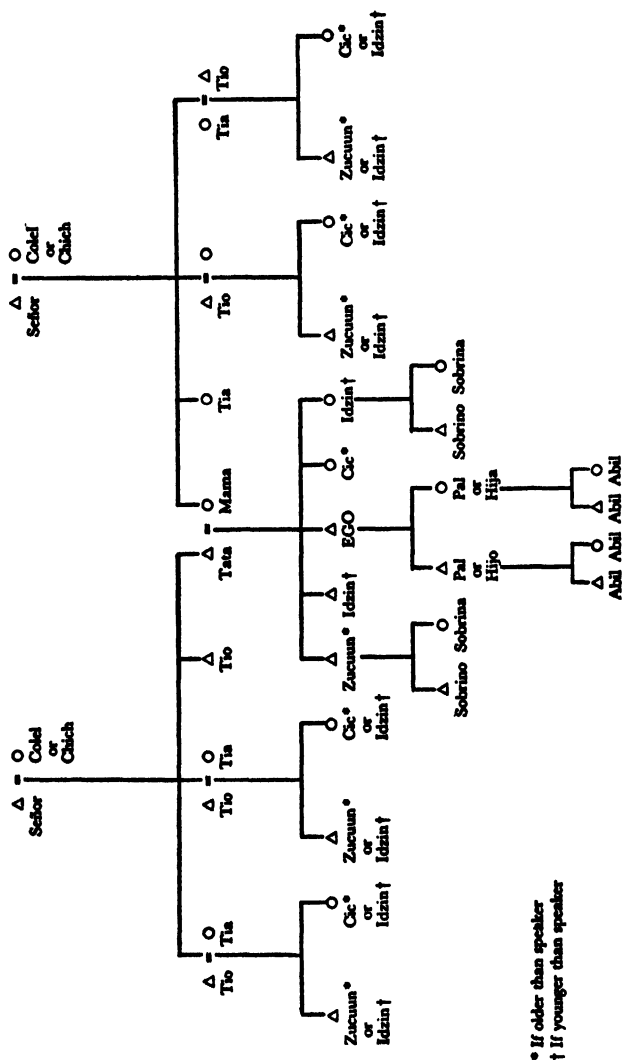 Señor
Colel
or
Chich
Señor
Colel
or
Chich
Tio
Tia
Tio
Tia
Tio
Tata
Mama
Tia
Tio
Tia
Tio
Zucuun*
or
Idzin†
Cic*
or
Idzin†
Zucuun*
or
Idzin†
Cic*
or
Idzin†
Zucuun*
Idzin†
EGO
Cic*
Idzin†
Zucuun*
or
Idzin†
Cic*
or
Idzin†
Zucuun*
or
Idzin†
Cic*
or
Idzin†
Sobrino Sobrina
Pal
or
Hijo
Pal
or
Hija
Sobrino Sobrina
Abil Abil
Abil Abil
* If older than speaker
† If younger than speaker